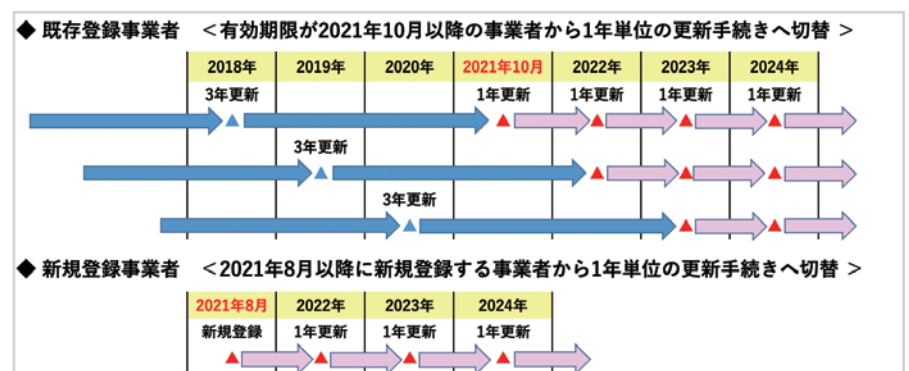 ◆ 既存登録事業者 ＜有効期限が2021年10月以降の事業者から1年単位の更新手続きへ切替 ＞
2018年 2019年 2020年 2021年10月 2022年 2023年 2024年
3年更新 1年更新 1年更新 1年更新 1年更新
3年更新
3年更新
◆ 新規登録事業者 ＜2021年8月以降に新規登録する事業者から1年単位の更新手続きへ切替 ＞
2021年8月 2022年 2023年 2024年
新規登録 1年更新 1年更新 1年更新